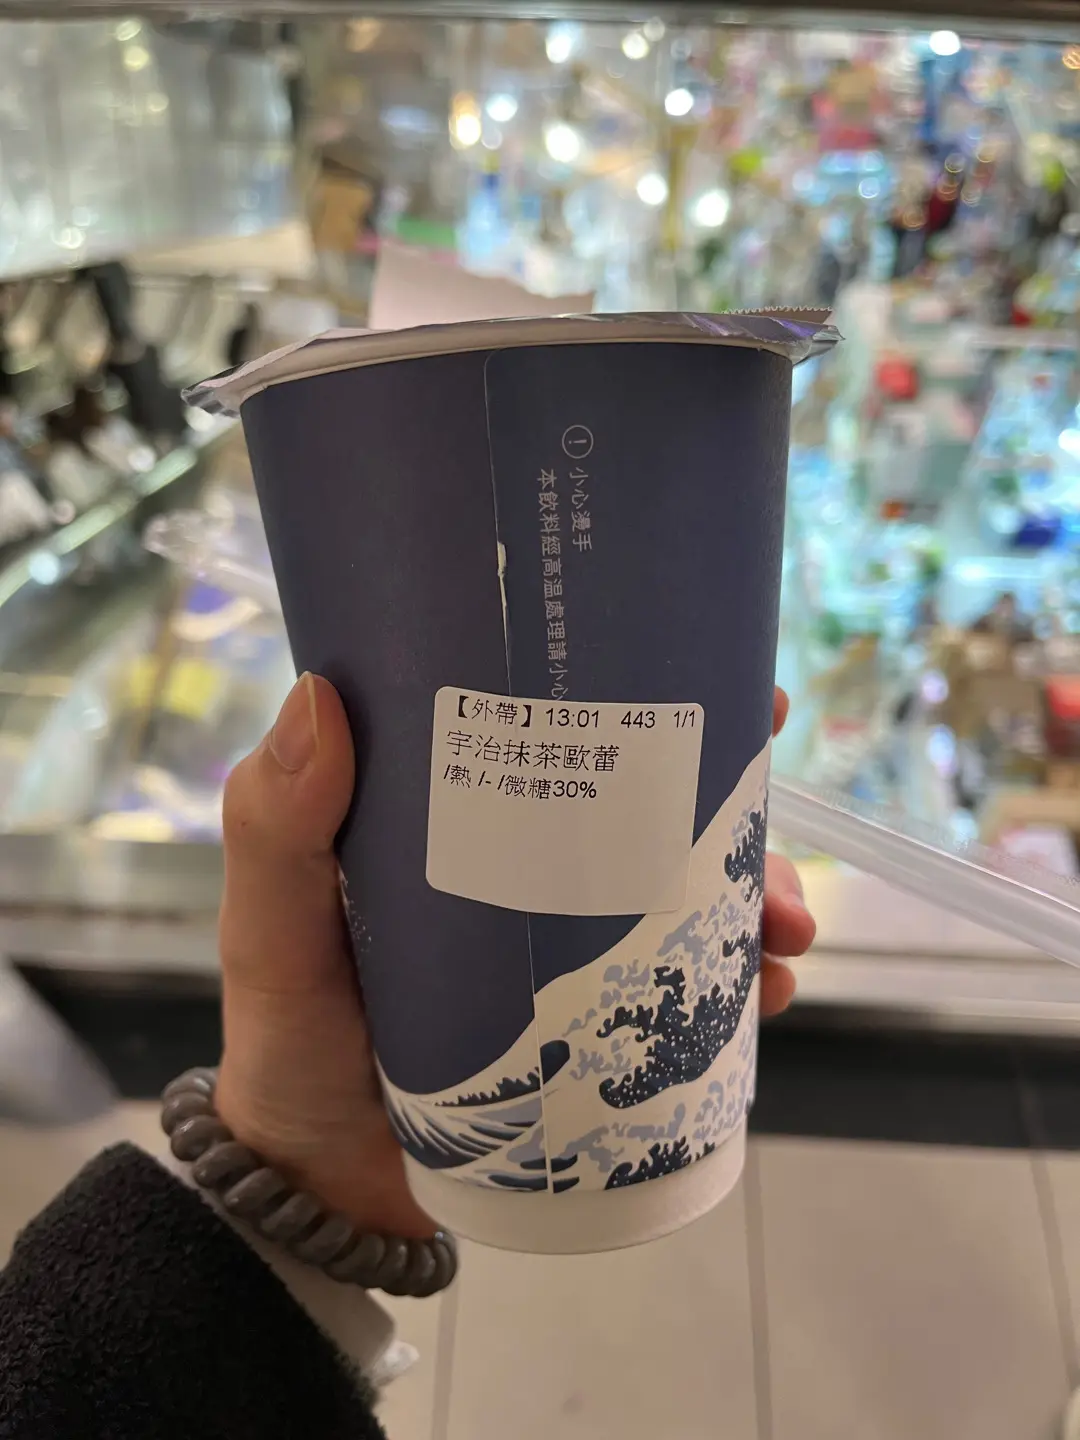 小心燙手
本飲料經高溫處理請小心
【外帶】 13:01 443 1/1
宇治抹茶歐蕾
/熱 /- /微糖30%